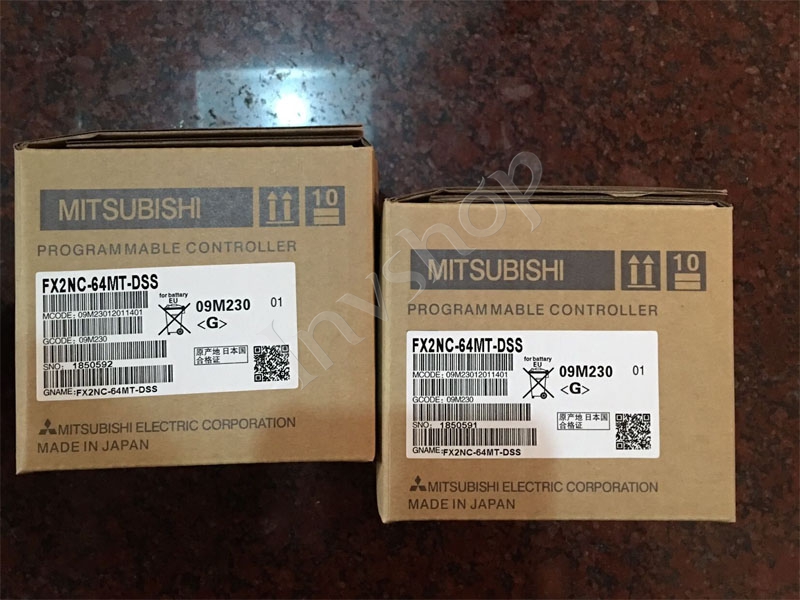 MITSUBISHI
10
PROGRAMMABLE CONTROLLER
FX2NC-64MT-DSS
MCODE: 09M23012011401
for battery
EU
09M230
01
<G>
GCODE: 09M230
SNO: 1850592
原产地 日本国
合格证
GNAME: FX2NC-64MT-DSS
MITSUBISHI ELECTRIC CORPORATION
MADE IN JAPAN
MITSUBISHI
10
PROGRAMMABLE CONTROLLER
FX2NC-64MT-DSS
MCODE: 09M23012011401
for battery
EU
09M230
01
<G>
GCODE: 09M230
SNO: 1850591
原产地 日本国
合格证
GNAME: FX2NC-64MT-DSS
MITSUBISHI ELECTRIC CORPORATION
MADE IN JAPAN
Invshop